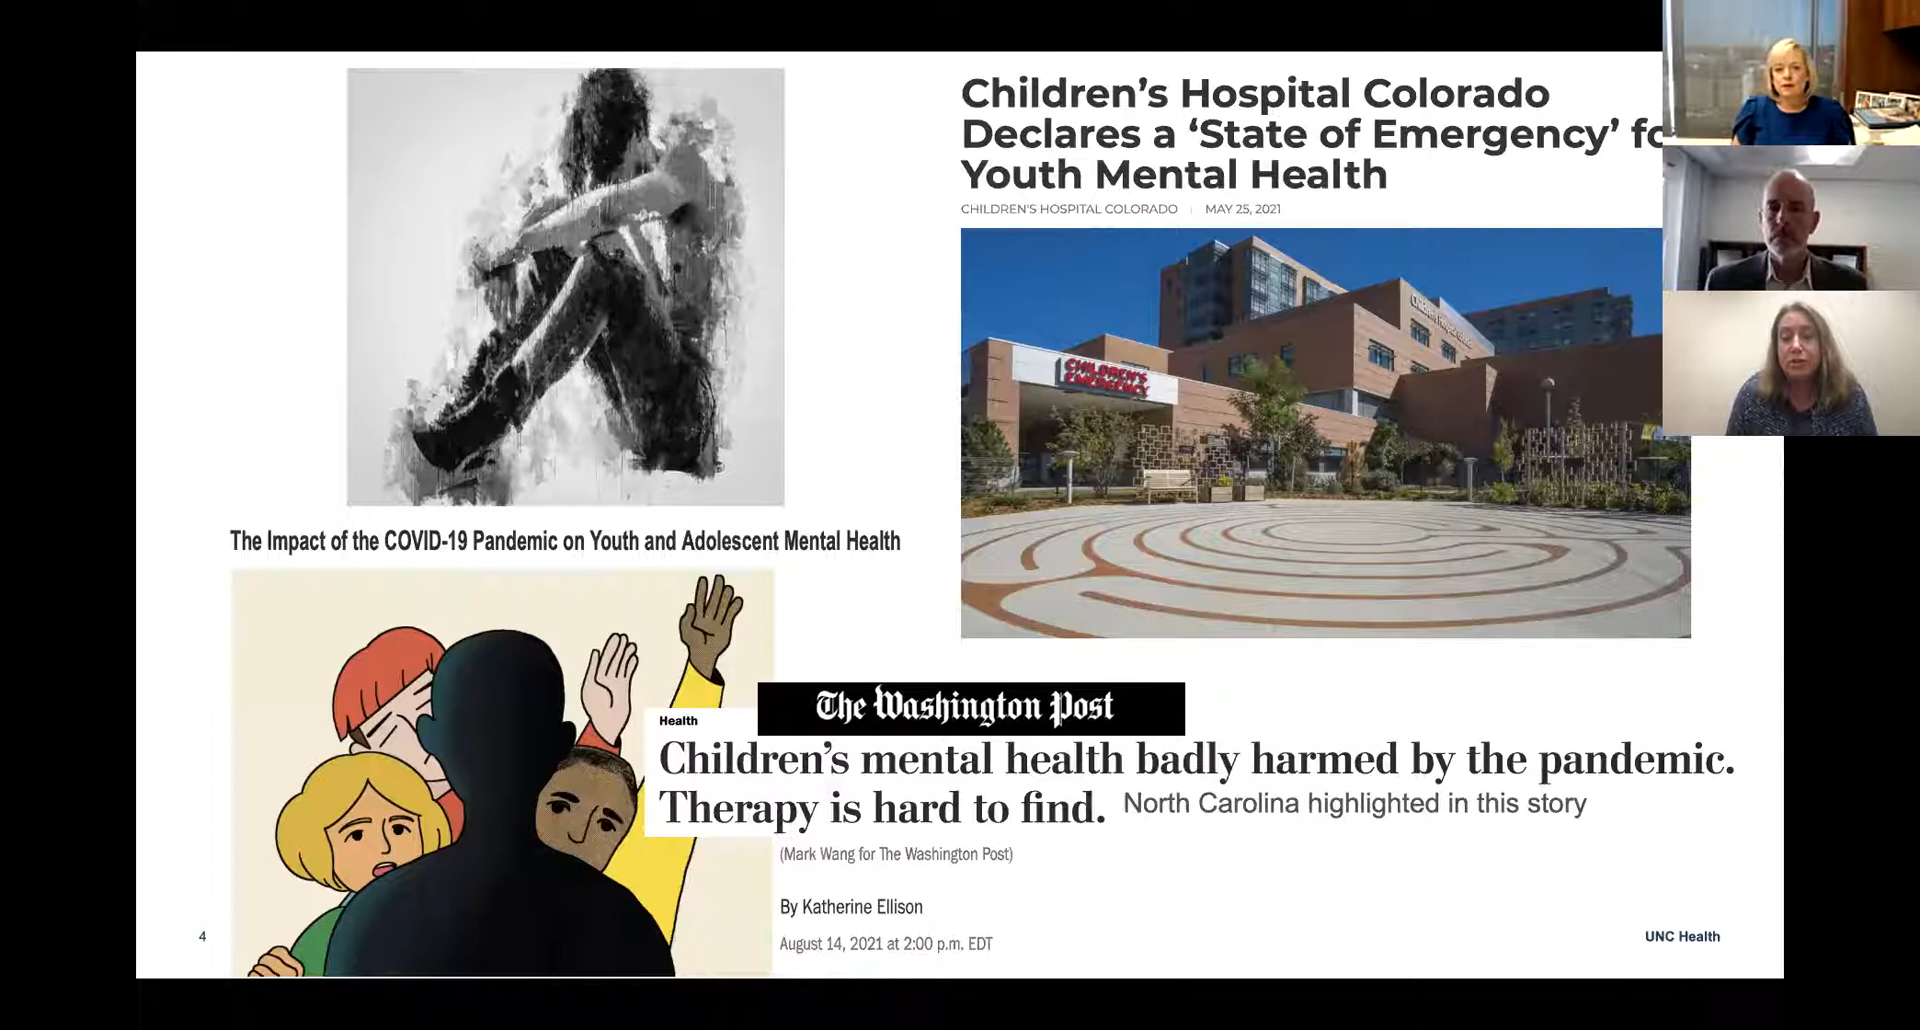 Children's Hospital Colorado
Declares a 'State of Emergency' fo
Youth Mental Health
CHILDREN'S HOSPITAL COLORADO | MAY 25, 2021
CHILDREN'S
EMERGENCY
The Impact of the COVID-19 Pandemic on Youth and Adolescent Mental Health
The Washington Post
Health
Children's mental health badly harmed by the pandemic.
Therapy is hard to find. North Carolina highlighted in this story
(Mark Wang for The Washington Post)
By Katherine Ellison
August 14, 2021 at 2:00 p.m. EDT
4
UNC Health